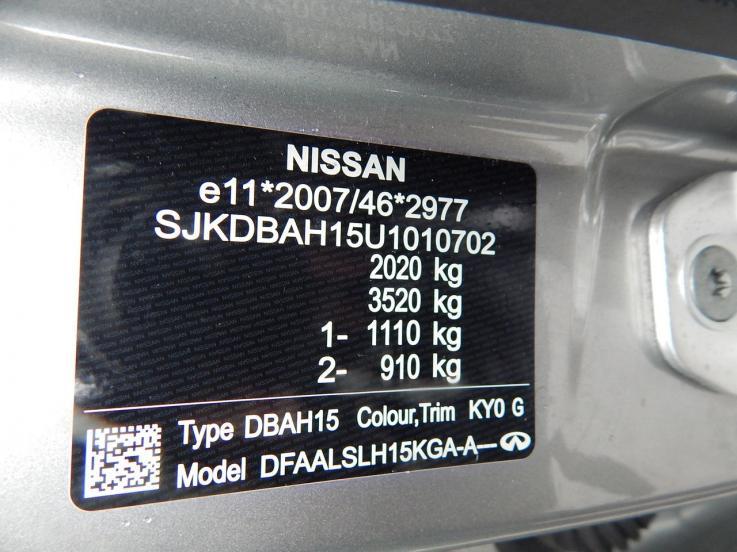 NISSAN
e11*2007/46*2977
SJKDBAH15U1010702
2020 kg
3520 kg
1- 1110 kg
2- 910 kg
Type DBAH15 Colour,Trim KY0 G
Model DFAALSLH15KGA-A—